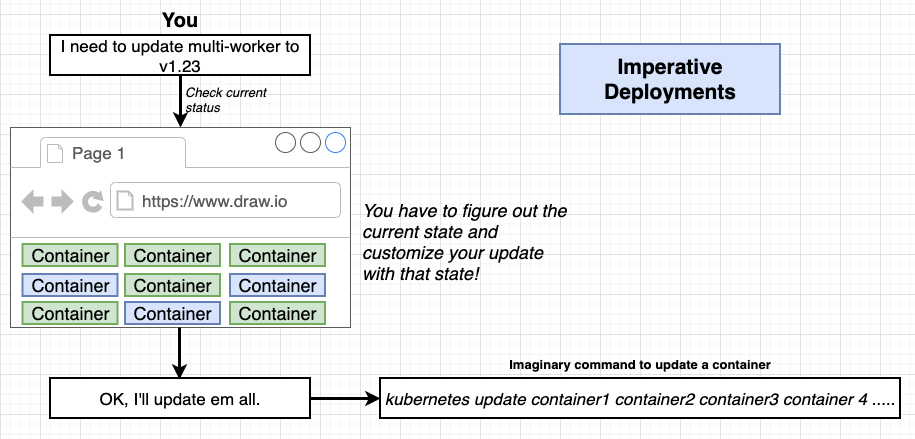 You
I need to update multi-worker to
v1.23
Imperative
Deployments
Check current
status
Page 1
https://www.draw.io
Container Container Container
Container Container Container
Container Container Container
You have to figure out the
current state and
customize your update
with that state!
Imaginary command to update a container
OK, I'll update em all.
kubernetes update container1 container2 container3 container 4 .....